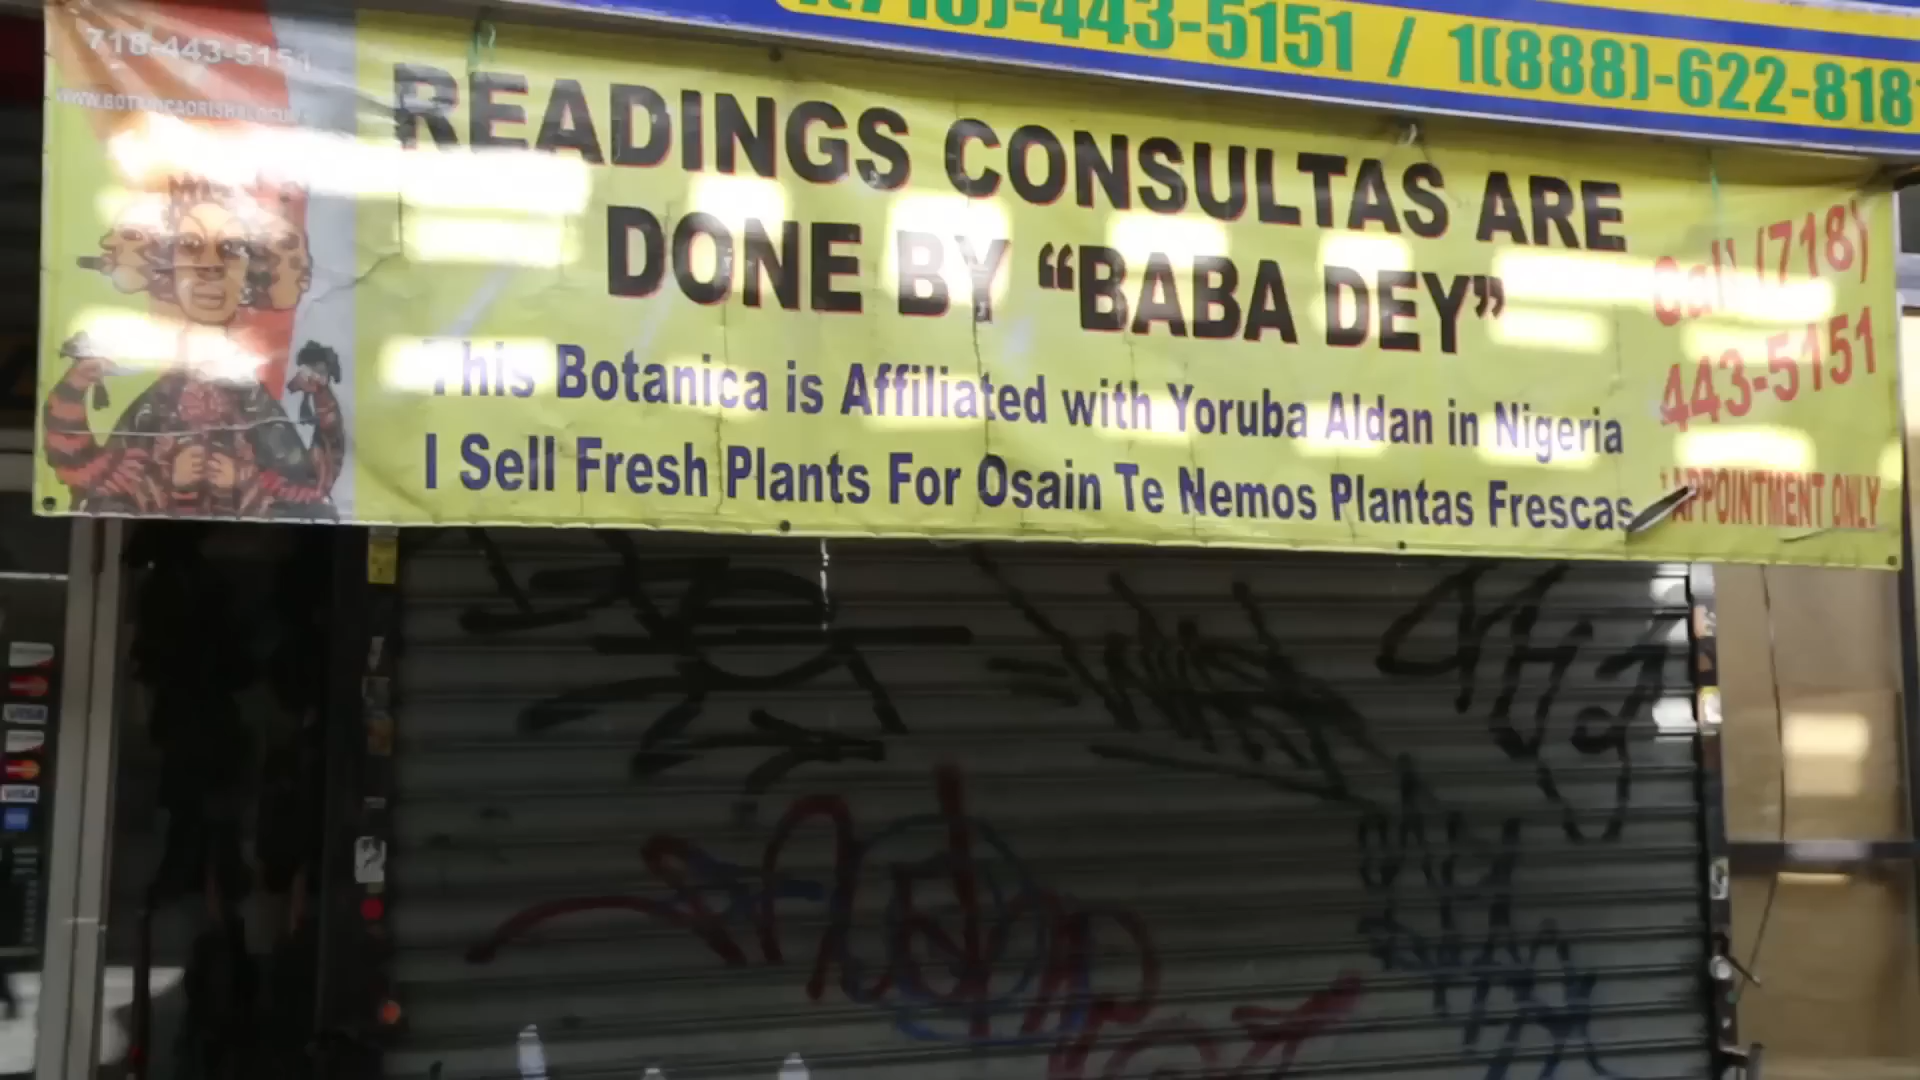 443-5151 / 1(888)-622-818
718-443-5151
READINGS CONSULTAS ARE
DONE BY “BABA DEY”
This Botanica is Affiliated with Yoruba Aldan in Nigeria
I Sell Fresh Plants For Osain Te Nemos Plantas Frescas
Call (718)
443-5151
*APPOINTMENT ONLY
VISA
VISA